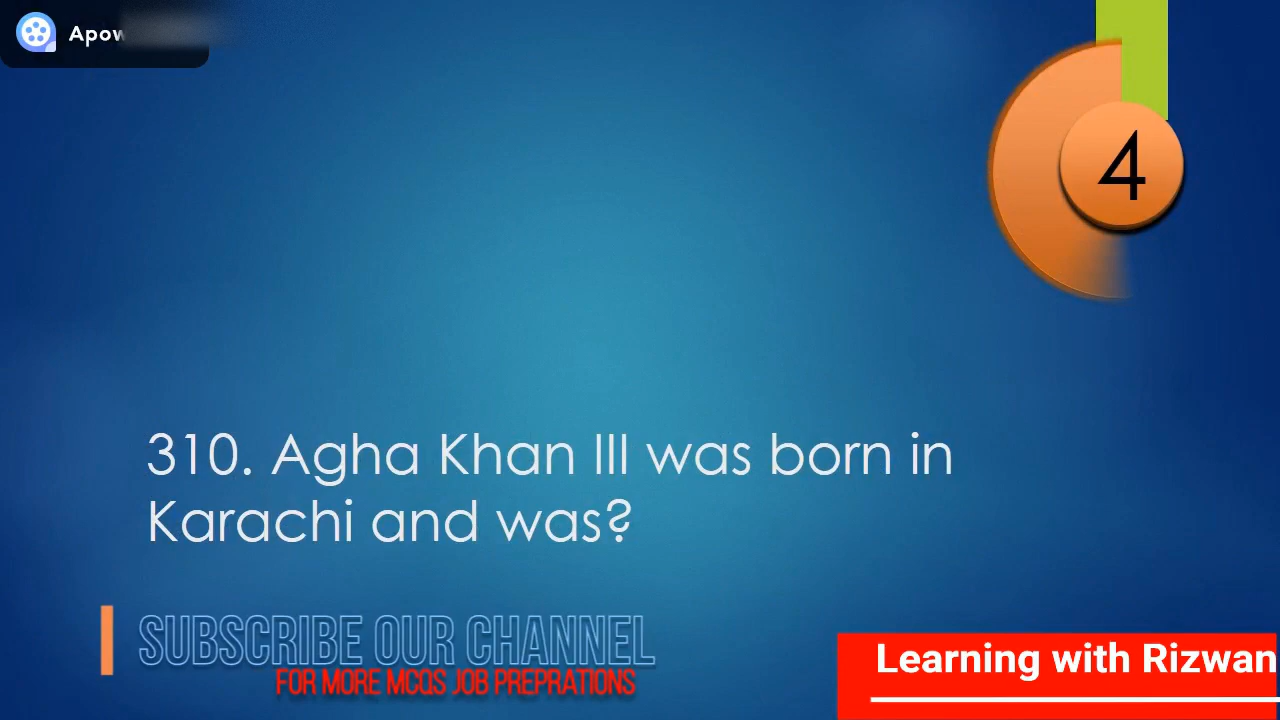 4
310. Agha Khan III was born in
Karachi and was?
SUBSCRIBE OUR CHANNEL
FOR MORE MCQS JOB PREPRATIONS
Learning with Rizwan